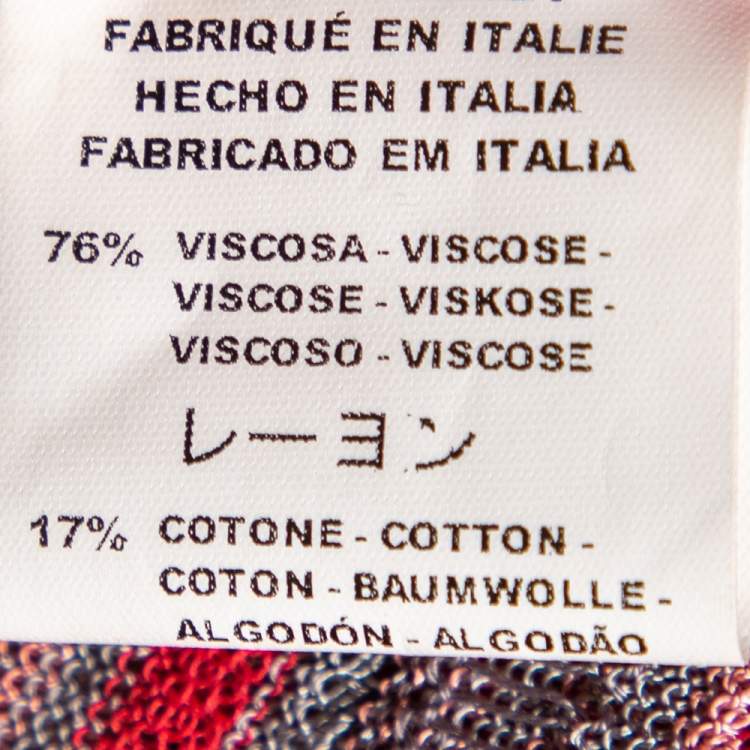 FABRIQUÉ EN ITALIE
HECHO EN ITALIA
FABRICADO EM ITALIA
76% VISCOSA - VISCOSE -
VISCOSE - VISKOSE -
VISCOSO - VISCOSE
レーヨン
17% COTONE - COTTON -
COTON - BAUMWOLLE -
ALGODÓN - ALGODÃO